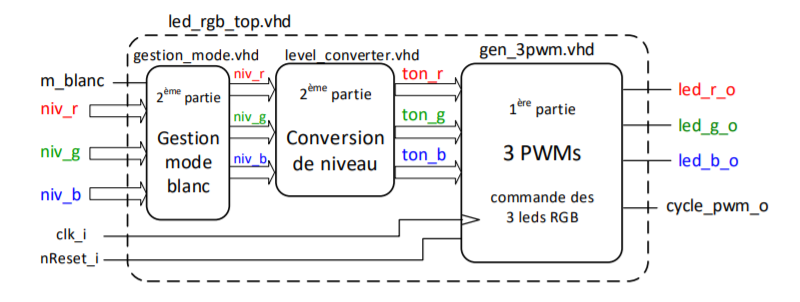 led_rgb_top.vhd
gestion_mode.vhd
level_converter.vhd
gen_3pwm.vhd
m_blanc
niv_r
niv_g
niv_b
clk_i
nReset_i
2ème partie
Gestion
mode
blanc
niv_r
niv_g
niv_b
2ème partie
Conversion
de niveau
ton_r
ton_g
ton_b
1ère partie
3 PWMs
commande des
3 leds RGB
led_r_o
led_g_o
led_b_o
cycle_pwm_o